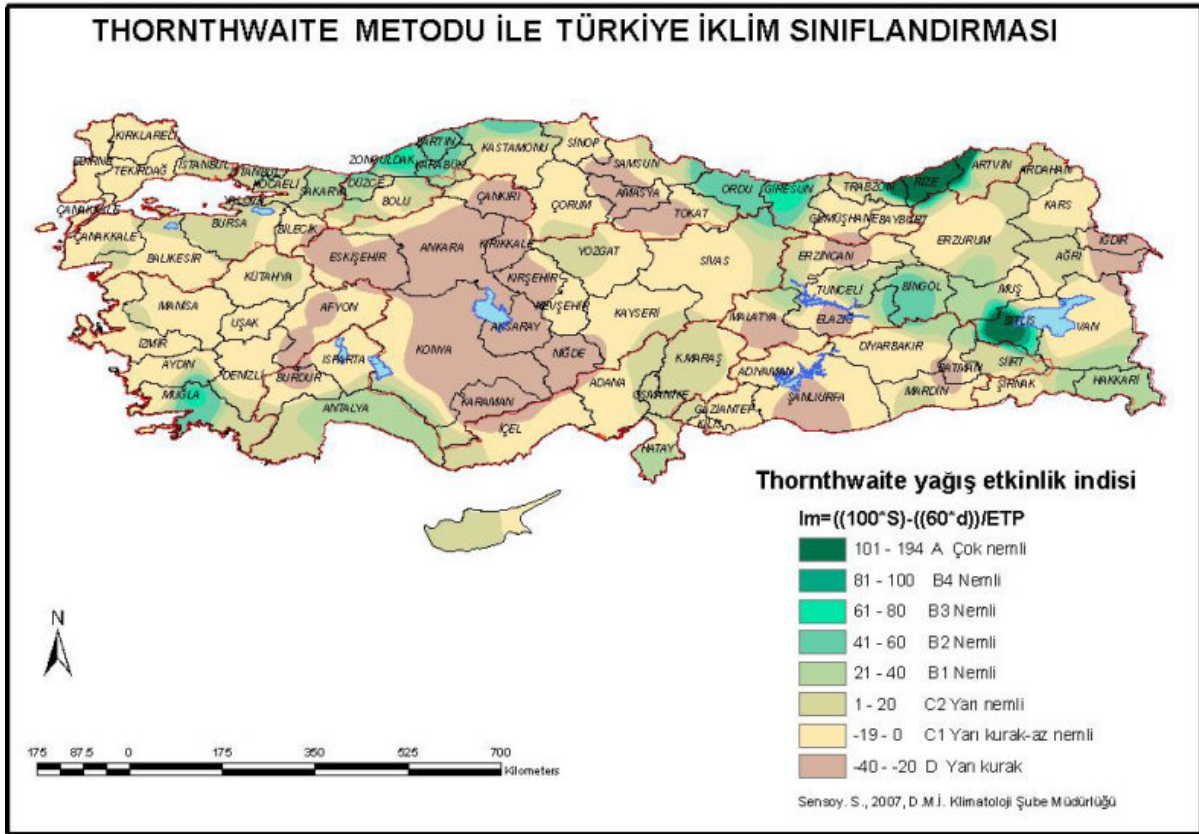 THORNTHWAITE METODU İLE TÜRKİYE İKLİM SINIFLANDIRMASI
KIRKLARELİ
EDİRNE
TEKİRDAĞ
İSTANBUL
İSTANBUL
KOCAELİ
YALOVA
SAKARYA
DÜZCE
ZONGULDAK
BARTIN
KARABÜK
KASTAMONU
SİNOP
SAMSUN
ORDU
GİRESUN
TRABZON
RİZE
ARTVİN
ARDAHAN
ÇANAKKALE
ÇANAKKALE
BURSA
BİLECİK
BOLU
ÇANKIRI
ÇORUM
AMASYA
TOKAT
GÜMÜŞHANE
BAYBURT
KARS
BALIKESİR
ESKİŞEHİR
ANKARA
KIRIKKALE
YOZGAT
SİVAS
ERZİNCAN
ERZURUM
IĞDIR
AĞRI
KÜTAHYA
KIRŞEHİR
TUNCELİ
BİNGÖL
MUŞ
MANİSA
UŞAK
AFYON
NEVŞEHİR
KAYSERİ
MALATYA
ELAZIĞ
BİTLİS
VAN
İZMİR
AKSARAY
DİYARBAKIR
AYDIN
DENİZLİ
ISPARTA
KONYA
NİĞDE
K.MARAŞ
ADIYAMAN
BATMAN
SİİRT
HAKKARİ
BURDUR
ADANA
MARDİN
ŞIRNAK
MUĞLA
ANTALYA
KARAMAN
OSMANİYE
GAZİANTEP
ŞANLIURFA
KİLİS
İÇEL
HATAY
Thornthwaite yağış etkinlik indisi
Im=((100*S)-((60*d))/ETP
101 - 194 A Çok nemli
81 - 100 B4 Nemli
61 - 80 B3 Nemli
41 - 60 B2 Nemli
21 - 40 B1 Nemli
1 - 20 C2 Yarı nemli
-19 - 0 C1 Yarı kurak-az nemli
-40 - -20 D Yarı kurak
N
175 87.5 0 175 350 525 700
Kilometers
Sensoy. S., 2007, D.M.İ. Klimatoloji Şube Müdürlüğü